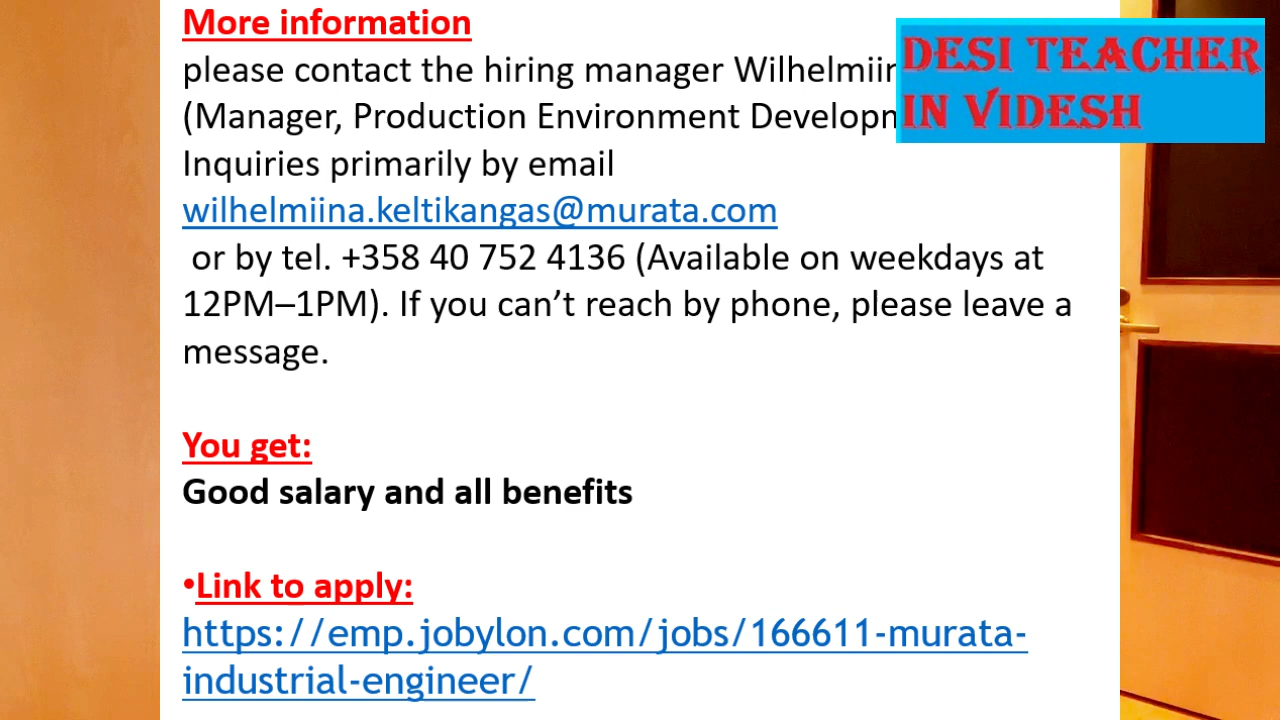 More information
please contact the hiring manager
(Manager, Production Environment
Inquiries primarily by email
wilhelmiina.keltikangas@murata.com
or by tel. +358 40 752 4136 (Available on weekdays at
12PM–1PM). If you can’t reach by phone, please leave a
message.
You get:
Good salary and all benefits
•Link to apply:
https://emp.jobylon.com/jobs/166611-murata-
industrial-engineer/
DESI TEACHER
IN VIDESH